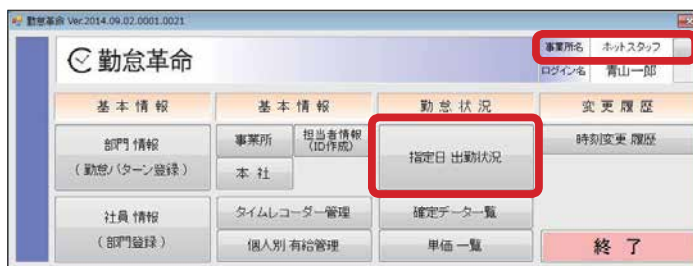 勤怠革命 Ver.2014.09.02.0001.0021
勤怠革命
事業所名 ホットスタッフ
ログイン名 青山一郎
基本情報 基本情報 勤怠状況 変更履歴
部門 情報
(勤怠パターン登録)
事業所
担当者情報
(ID作成)
本 社
指定日 出勤状況
時刻変更 履歴
社員 情報
(部門登録)
タイムレコーダー管理
確定データ一覧
個人別 有給管理
単価 一覧
終 了